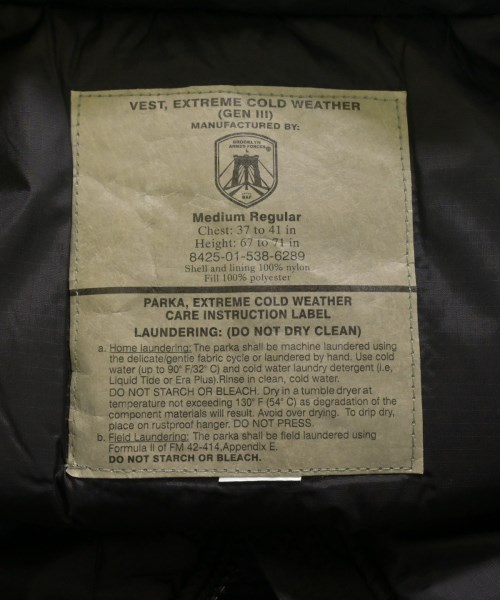 VEST, EXTREME COLD WEATHER
(GEN III)
MANUFACTURED BY:
BROOKLYN
ARMED FORCES
®
BAF
Medium Regular
Chest: 37 to 41 in
Height: 67 to 71 in
8425-01-538-6289
Shell and lining 100% nylon
Fill 100% polyester
PARKA, EXTREME COLD WEATHER
CARE INSTRUCTION LABEL
LAUNDERING: (DO NOT DRY CLEAN)
a. Home laundering: The parka shall be machine laundered using
the delicate/gentle fabric cycle or laundered by hand. Use cold
water (up to 90° F/32° C) and cold water laundry detergent (i.e,
Liquid Tide or Era Plus).Rinse in clean, cold water.
DO NOT STARCH OR BLEACH. Dry in a tumble dryer at
temperature not exceeding 130° F (54° C) as degradation of the
component materials will result. Avoid over drying. To drip dry,
place on rustproof hanger. DO NOT PRESS.
b. Field Laundering: The parka shall be field laundered using
Formula II of FM 42-414,Appendix E.
DO NOT STARCH OR BLEACH.